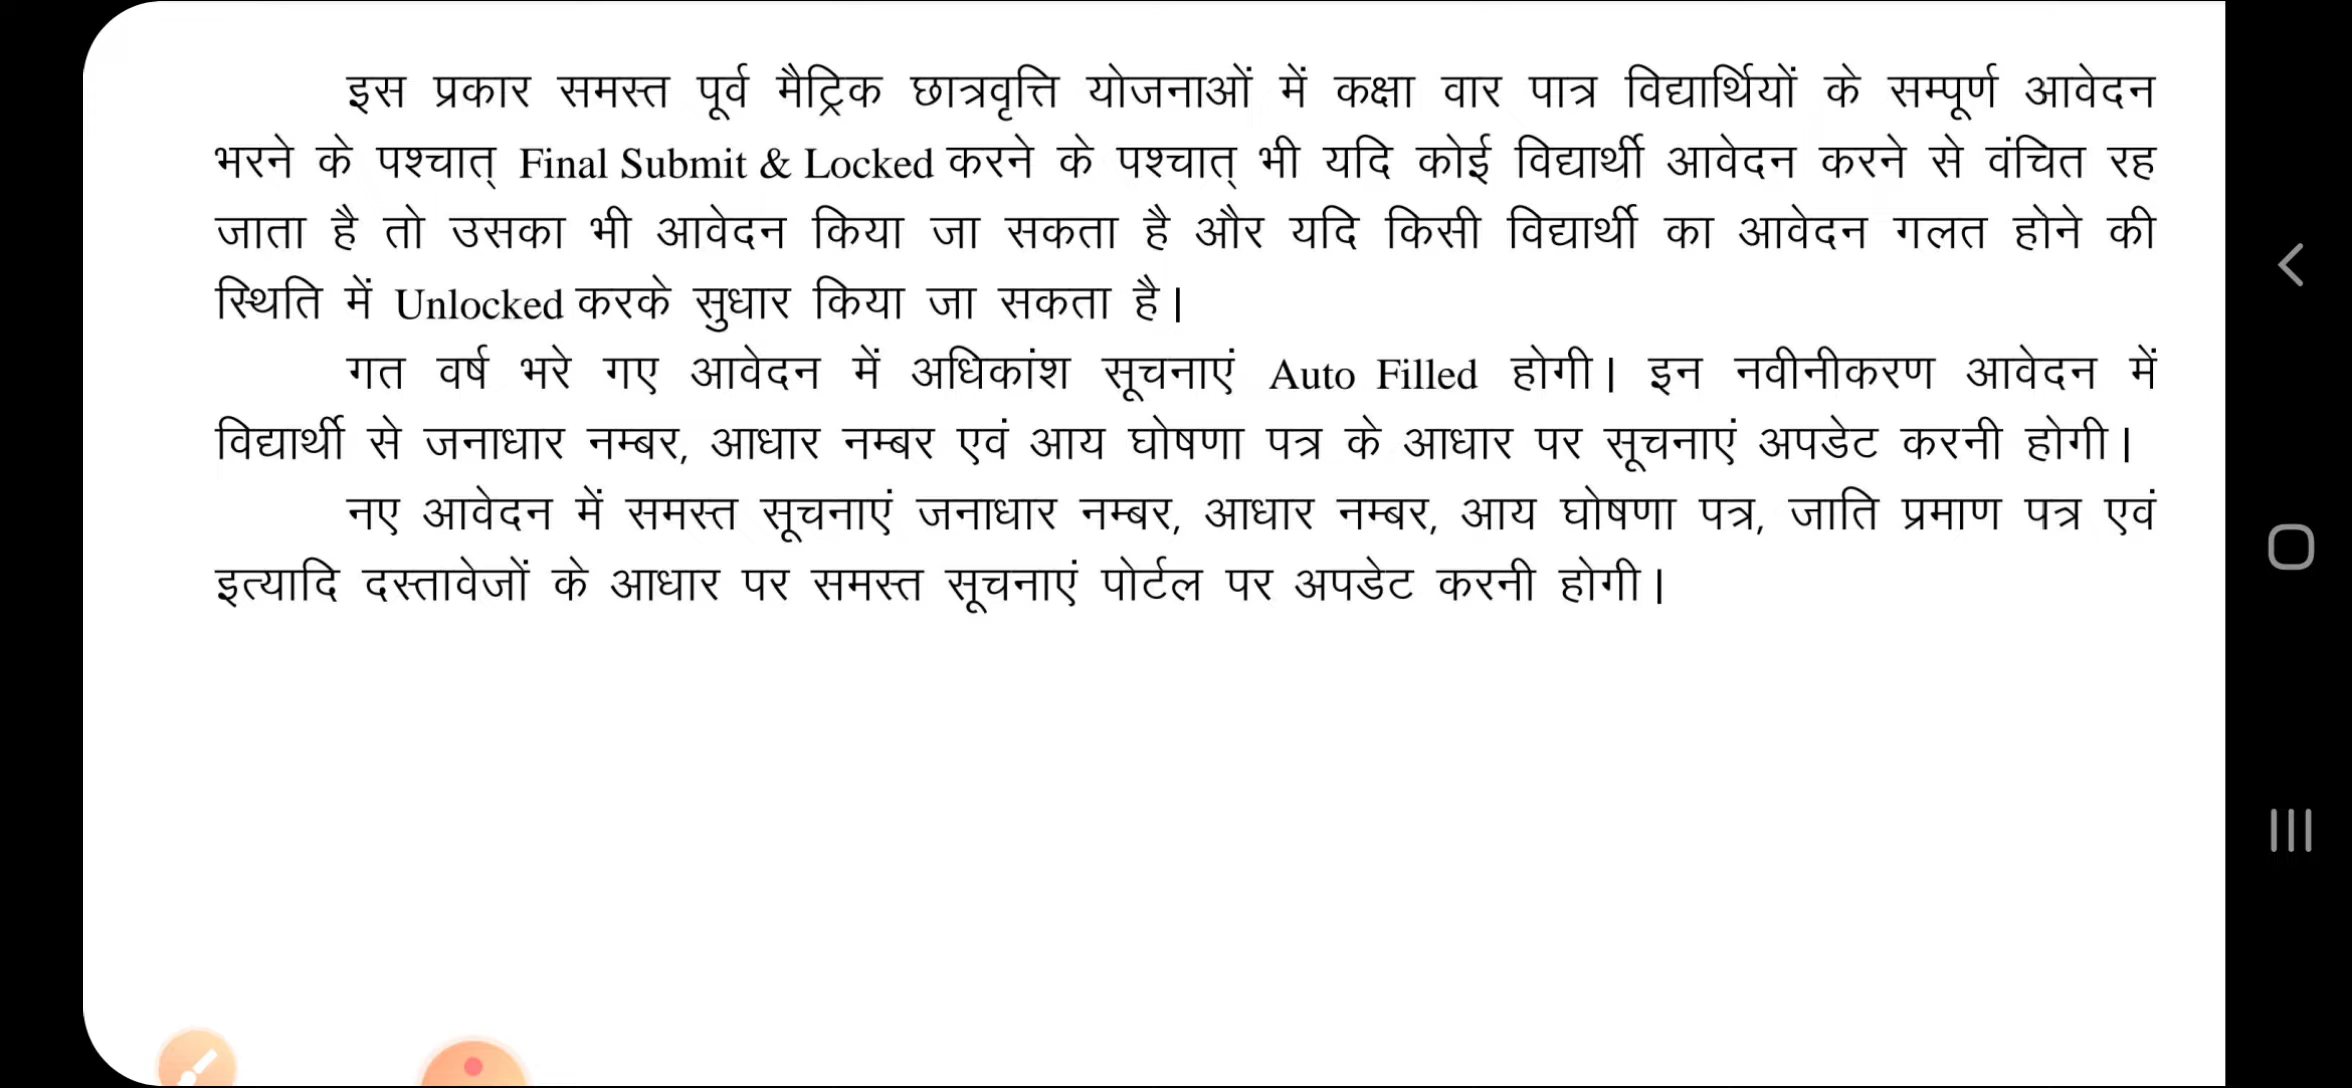 इस प्रकार समस्त पूर्व मैट्रिक छात्रवृत्ति योजनाओं में कक्षा वार पात्र विद्यार्थियों के सम्पूर्ण आवेदन
भरने के पश्चात् Final Submit & Locked करने के पश्चात् भी यदि कोई विद्यार्थी आवेदन करने से वंचित रह
जाता है तो उसका भी आवेदन किया जा सकता है और यदि किसी विद्यार्थी का आवेदन गलत होने की
स्थिति में Unlocked करके सुधार किया जा सकता है।
गत वर्ष भरे गए आवेदन में अधिकांश सूचनाएं Auto Filled होगी। इन नवीनीकरण आवेदन में
विद्यार्थी से जनाधार नम्बर, आधार नम्बर एवं आय घोषणा पत्र के आधार पर सूचनाएं अपडेट करनी होगी।
नए आवेदन में समस्त सूचनाएं जनाधार नम्बर, आधार नम्बर, आय घोषणा पत्र, जाति प्रमाण पत्र एवं
इत्यादि दस्तावेजों के आधार पर समस्त सूचनाएं पोर्टल पर अपडेट करनी होगी।